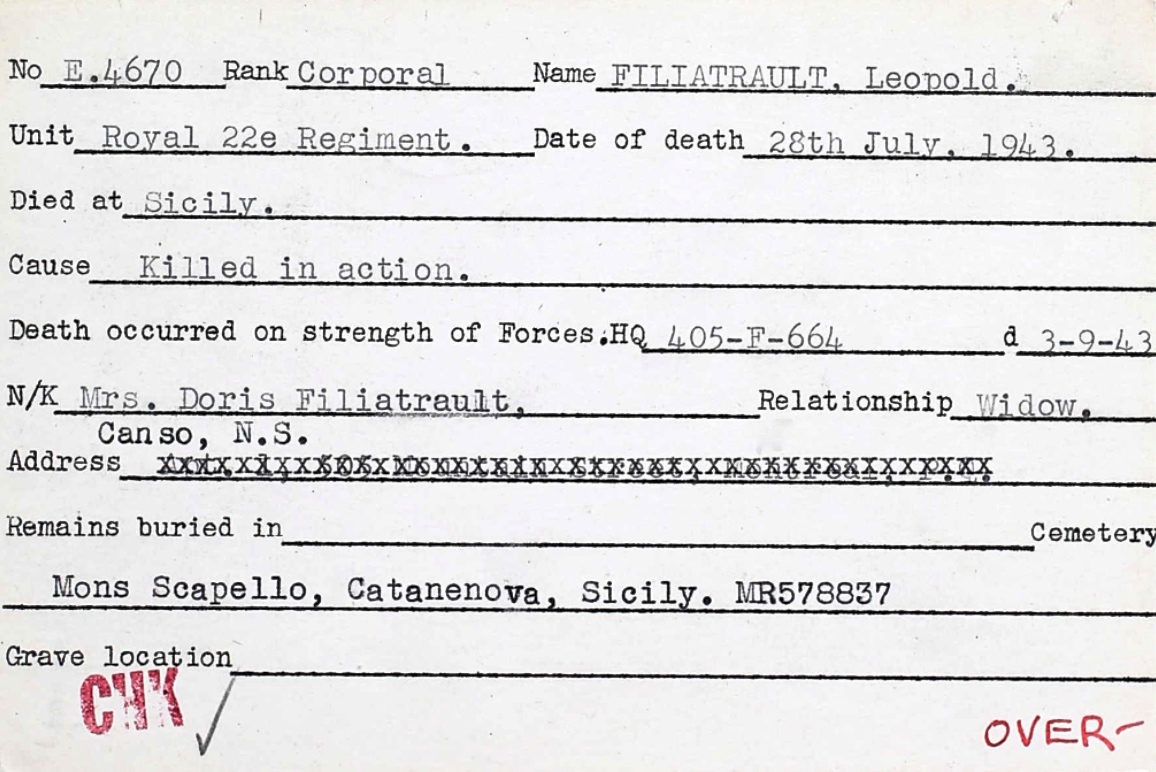 No E.4670 Rank Corporal Name FILIATRAULT, Leopold.
Unit Royal 22e Regiment. Date of death 28th July, 1943.
Died at Sicily.
Cause Killed in action.
Death occurred on strength of Forces:HQ 405-F-664 d 3-9-43
N/K Mrs. Doris Filiatrault, Relationship Widow.
Canso, N.S.
Address
Remains buried in Cemetery
Mons Scapello, Catanenova, Sicily. MR578837
Grave location
CHK ✓
OVER-